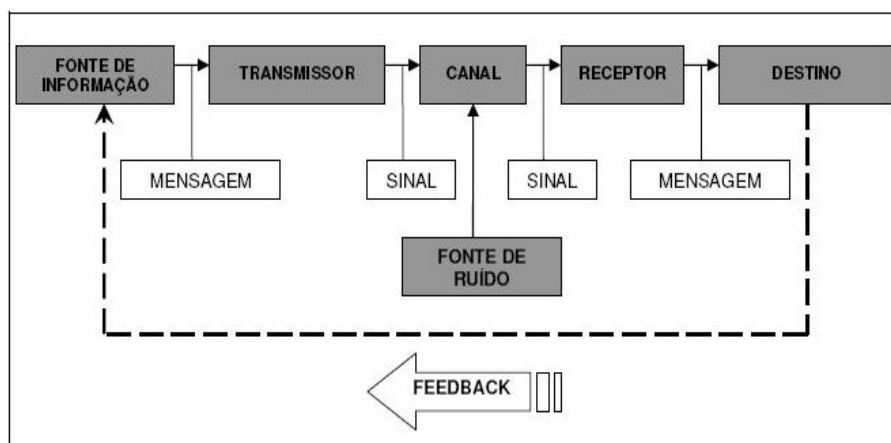 FONTE DE
INFORMAÇÃO
TRANSMISSOR
CANAL
RECEPTOR
DESTINO
MENSAGEM
SINAL
SINAL
MENSAGEM
FONTE DE
RUÍDO
FEEDBACK